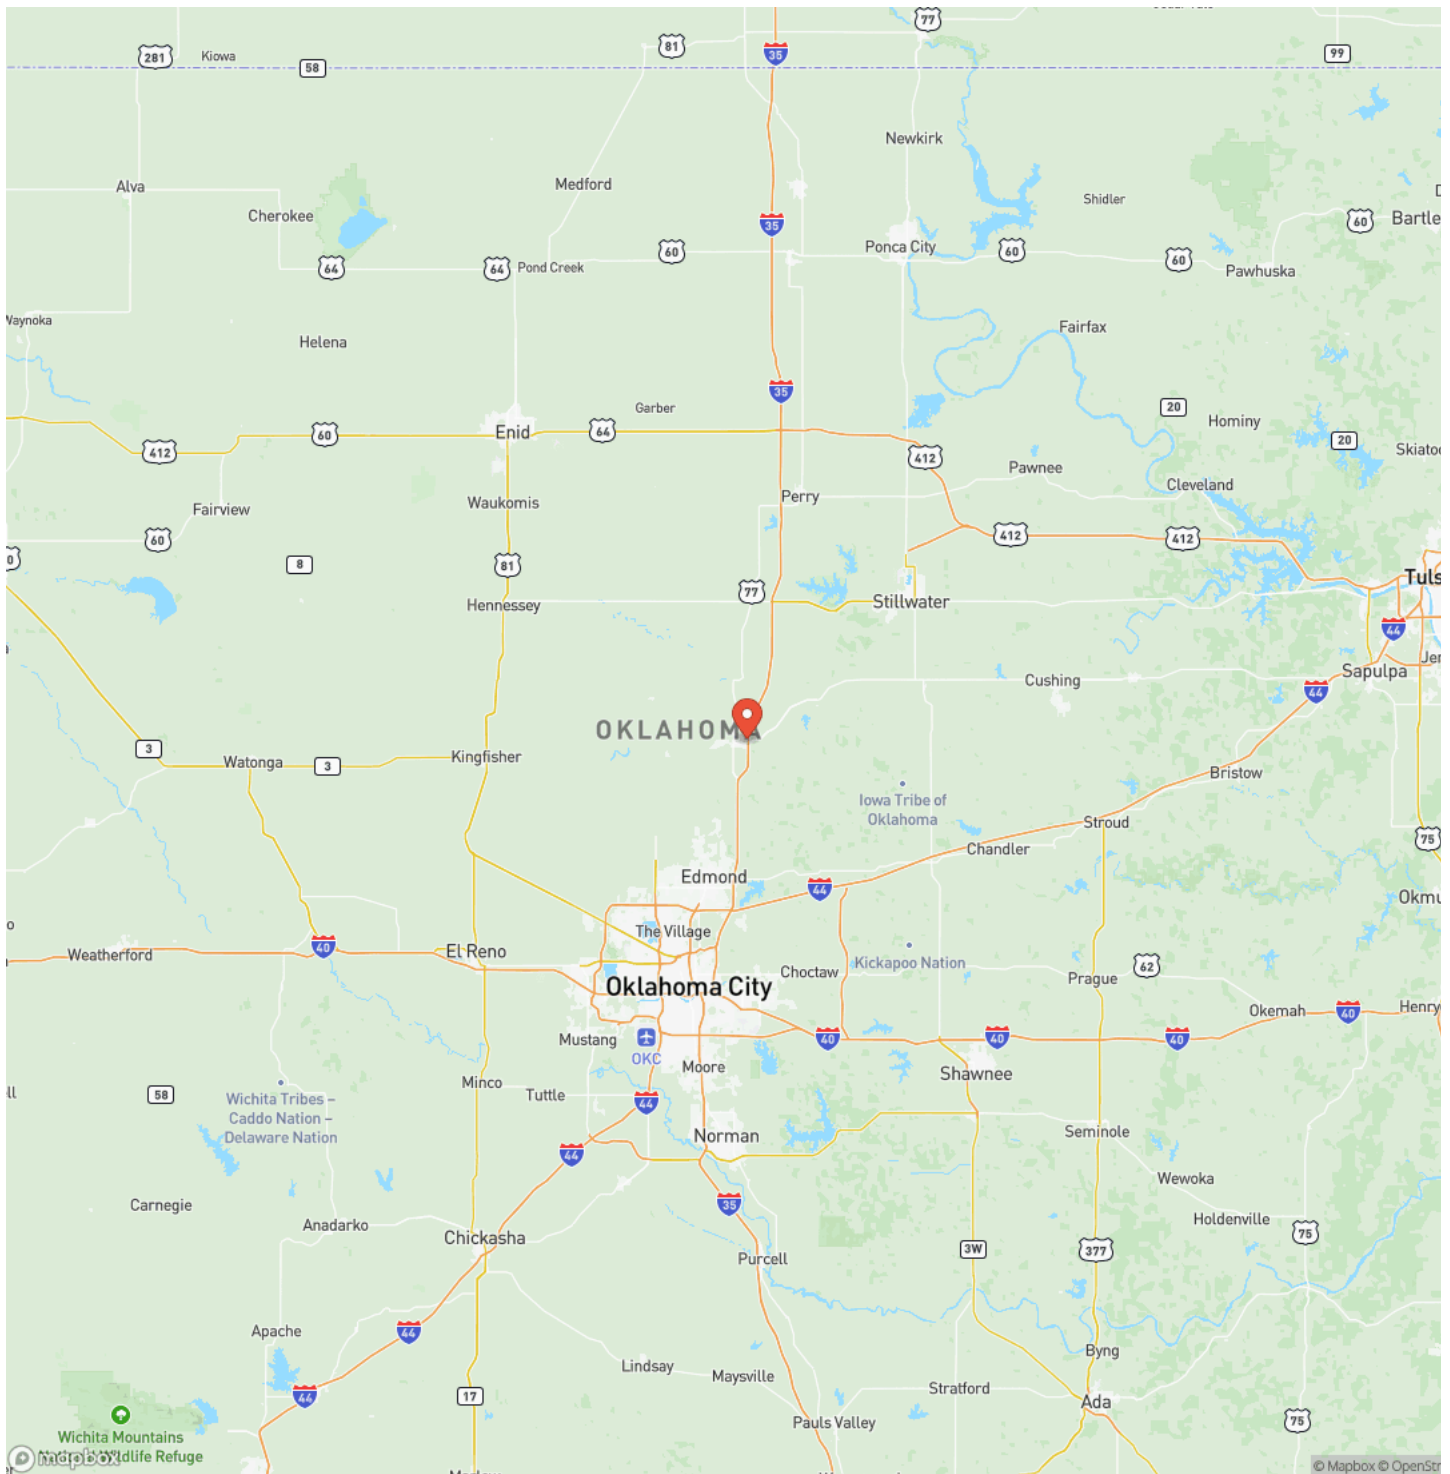 77
281
Kiowa
81
35
99
58
Newkirk
Alva
Medford
Shidler
Cherokee
35
60
Bartle
Ponca City
60
60
60
64
64
Pond Creek
Pawhuska
Waynoka
Fairfax
Helena
35
Garber
20
Hominy
60
Enid
64
20
412
412
Skiatoo
Pawnee
Cleveland
Perry
Waukomis
Fairview
60
412
412
8
81
Tuls
77
Hennessey
Stillwater
44
Jen
Sapulpa
Cushing
44
OKLAHOMA
3
Watonga
3
Kingfisher
Bristow
Iowa Tribe of
Oklahoma
Stroud
75
Chandler
Edmond
44
Okmu
The Village
40
El Reno
Weatherford
Choctaw
Kickapoo Nation
62
Prague
Oklahoma City
Okemah
40
Henry
Mustang
OKC
40
40
40
Moore
Shawnee
Minco
Tuttle
58
44
Wichita Tribes –
Caddo Nation –
Delaware Nation
Norman
Seminole
44
Wewoka
Carnegie
35
Anadarko
Holdenville
75
Chickasha
3W
377
Purcell
Apache
44
Byng
Lindsay
Maysville
44
17
Stratford
Ada
Pauls Valley
75
Wichita Mountains
National Wildlife Refuge
mapbox
© Mapbox © OpenStr